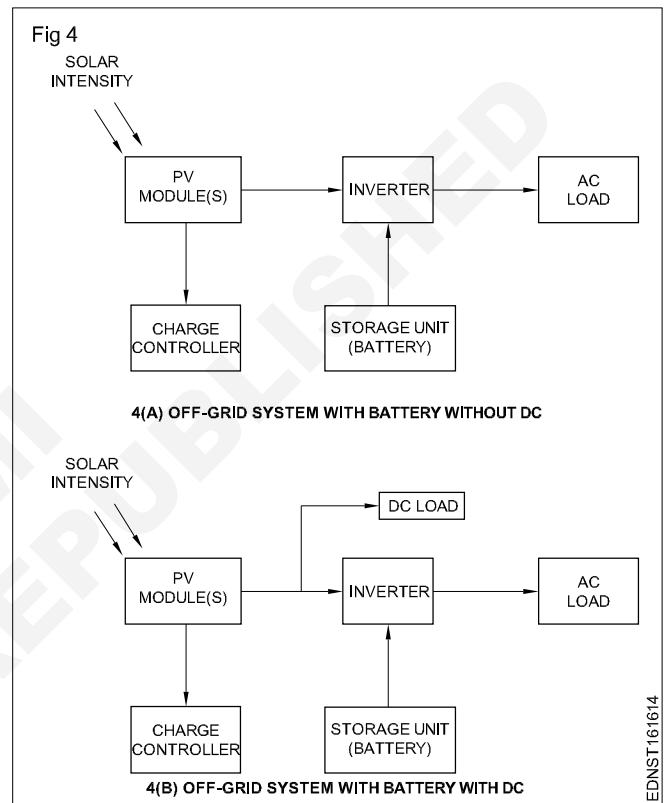 Fig 4
SOLAR
INTENSITY
PV
MODULE(S)
INVERTER
AC
LOAD
CHARGE
CONTROLLER
STORAGE UNIT
(BATTERY)
4(A) OFF-GRID SYSTEM WITH BATTERY WITHOUT DC
SOLAR
INTENSITY
DC LOAD
PV
MODULE(S)
INVERTER
AC
LOAD
CHARGE
CONTROLLER
STORAGE UNIT
(BATTERY)
4(B) OFF-GRID SYSTEM WITH BATTERY WITH DC
EDNST161614
REPUBLISHED